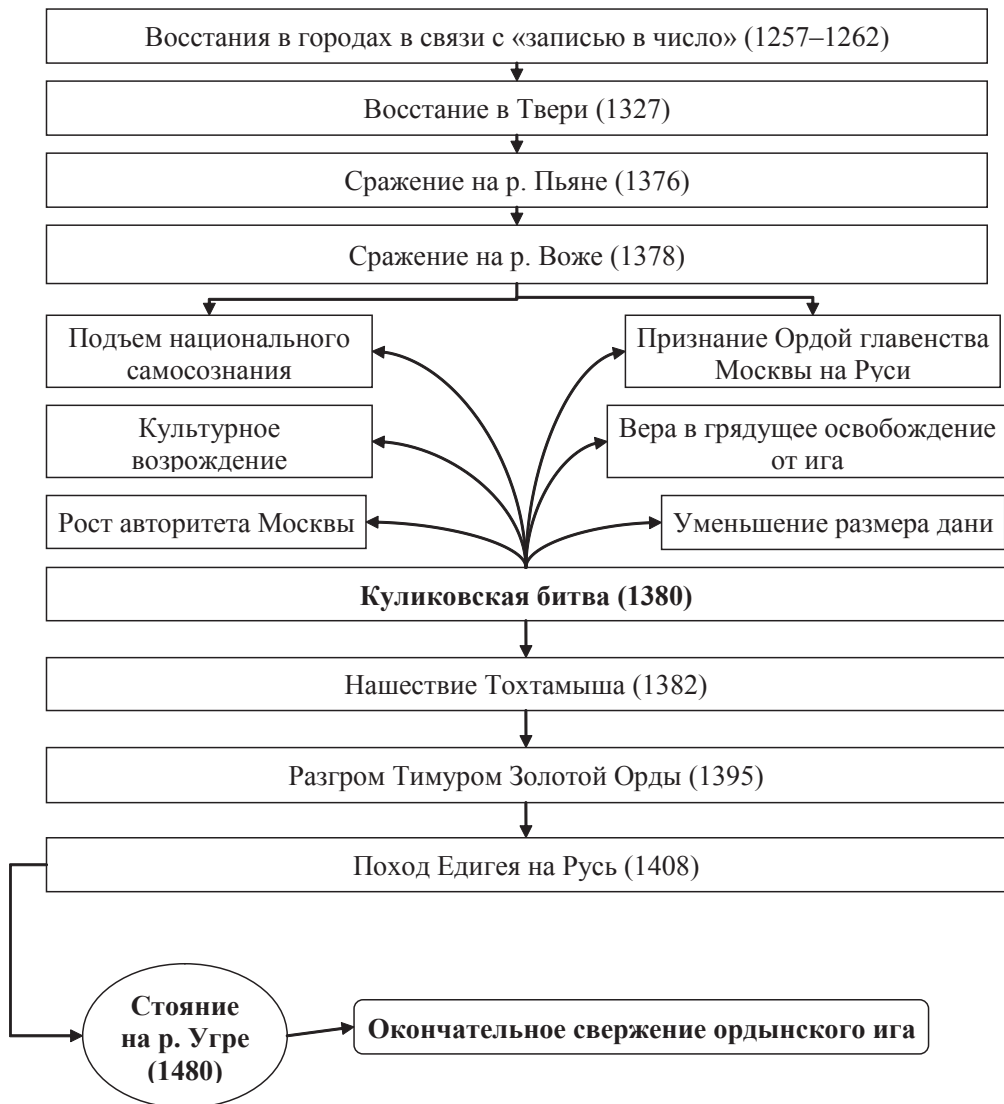 Восстания в городах в связи с «записью в число» (1257–1262)
Восстание в Твери (1327)
Сражение на р. Пьяне (1376)
Сражение на р. Воже (1378)
Подъем национального
самосознания
Признание Ордой главенства
Москвы на Руси
Культурное
возрождение
Вера в грядущее освобождение
от ига
Рост авторитета Москвы
Уменьшение размера дани
Куликовская битва (1380)
Нашествие Тохтамыша (1382)
Разгром Тимуром Золотой Орды (1395)
Поход Едигея на Русь (1408)
Стояние
на р. Угре
(1480)
Окончательное свержение ордынского ига